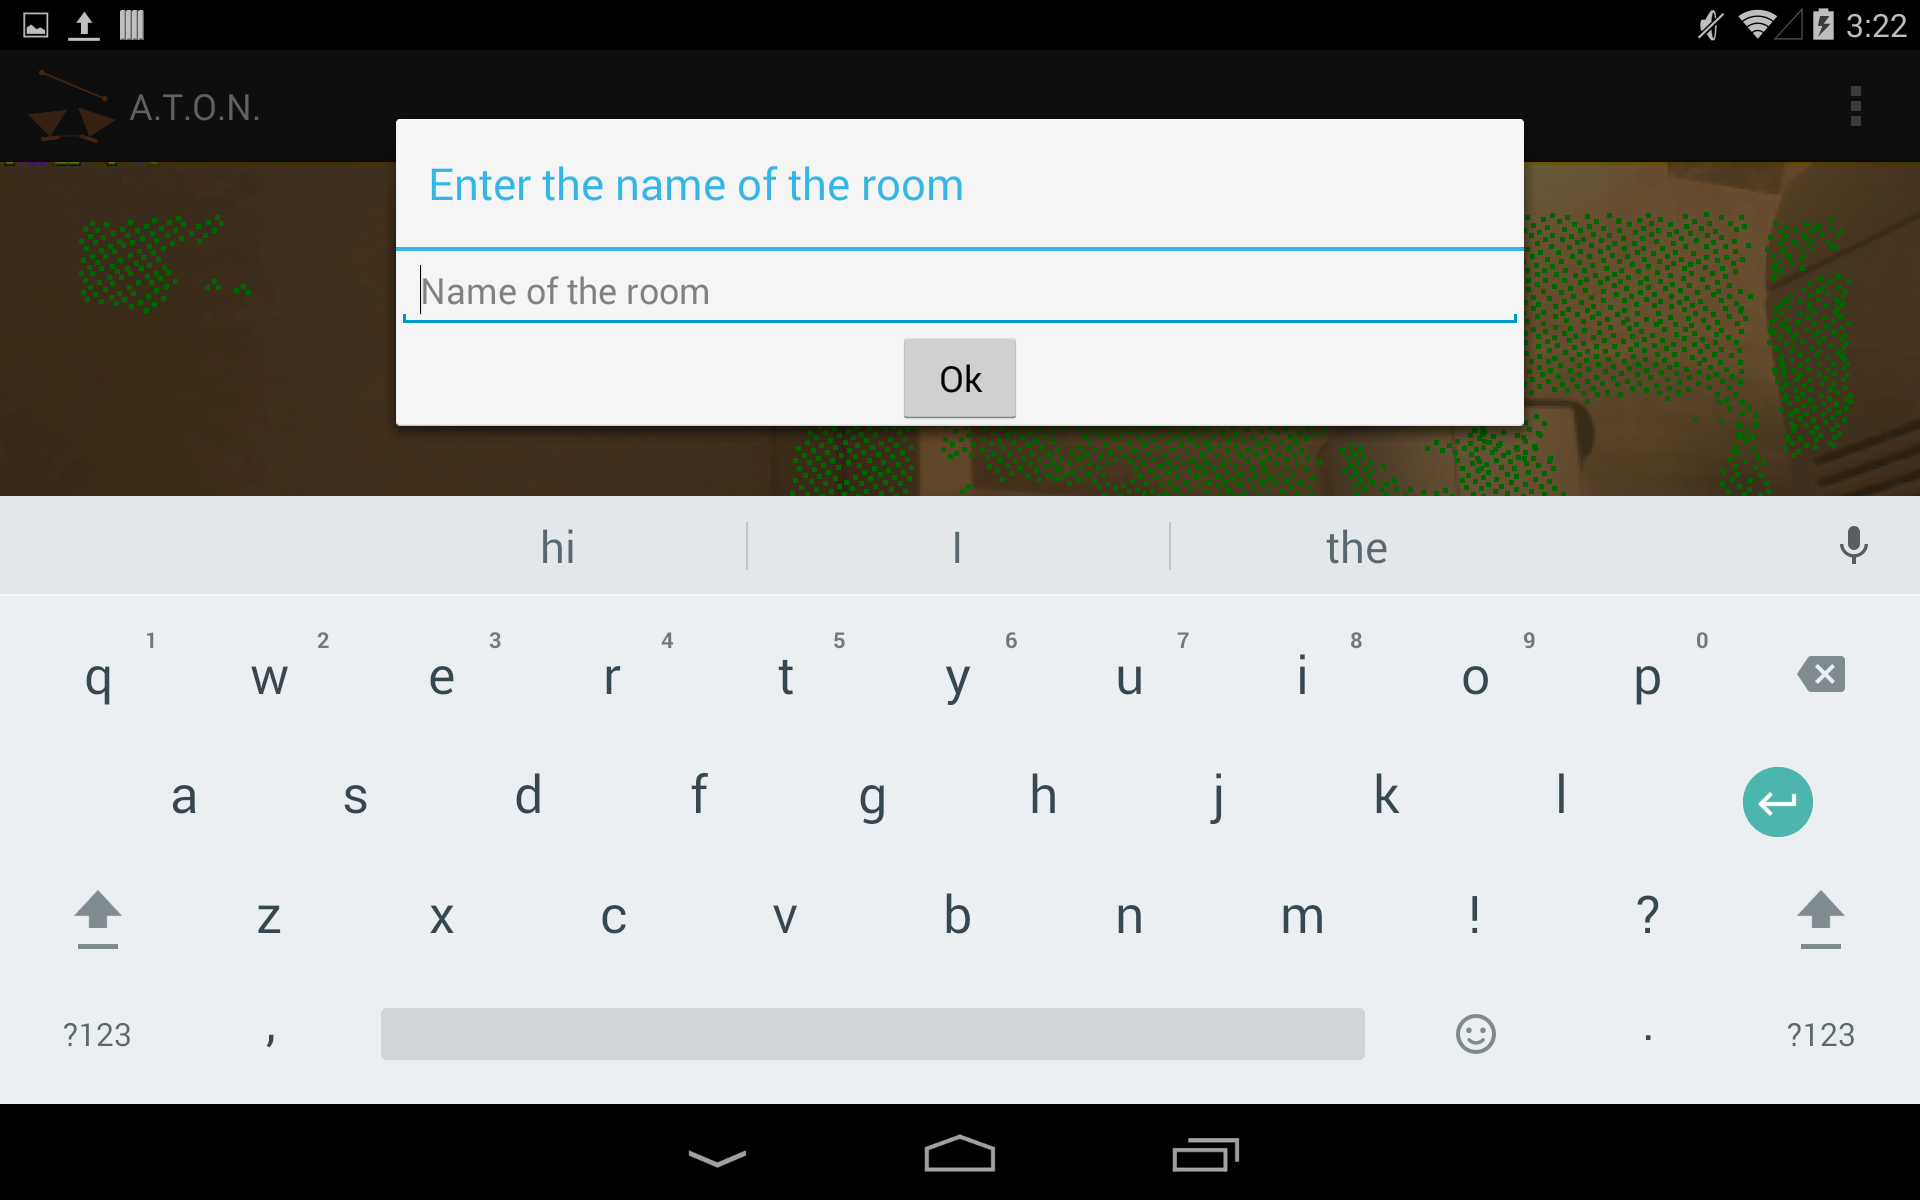 3:22
A.T.O.N.
Enter the name of the room
Name of the room
Ok
hi I the
1 2 3 4 5 6 7 8 9 0
q w e r t y u i o p
a s d f g h j k l
z x c v b n m ! ?
?123 , . ?123